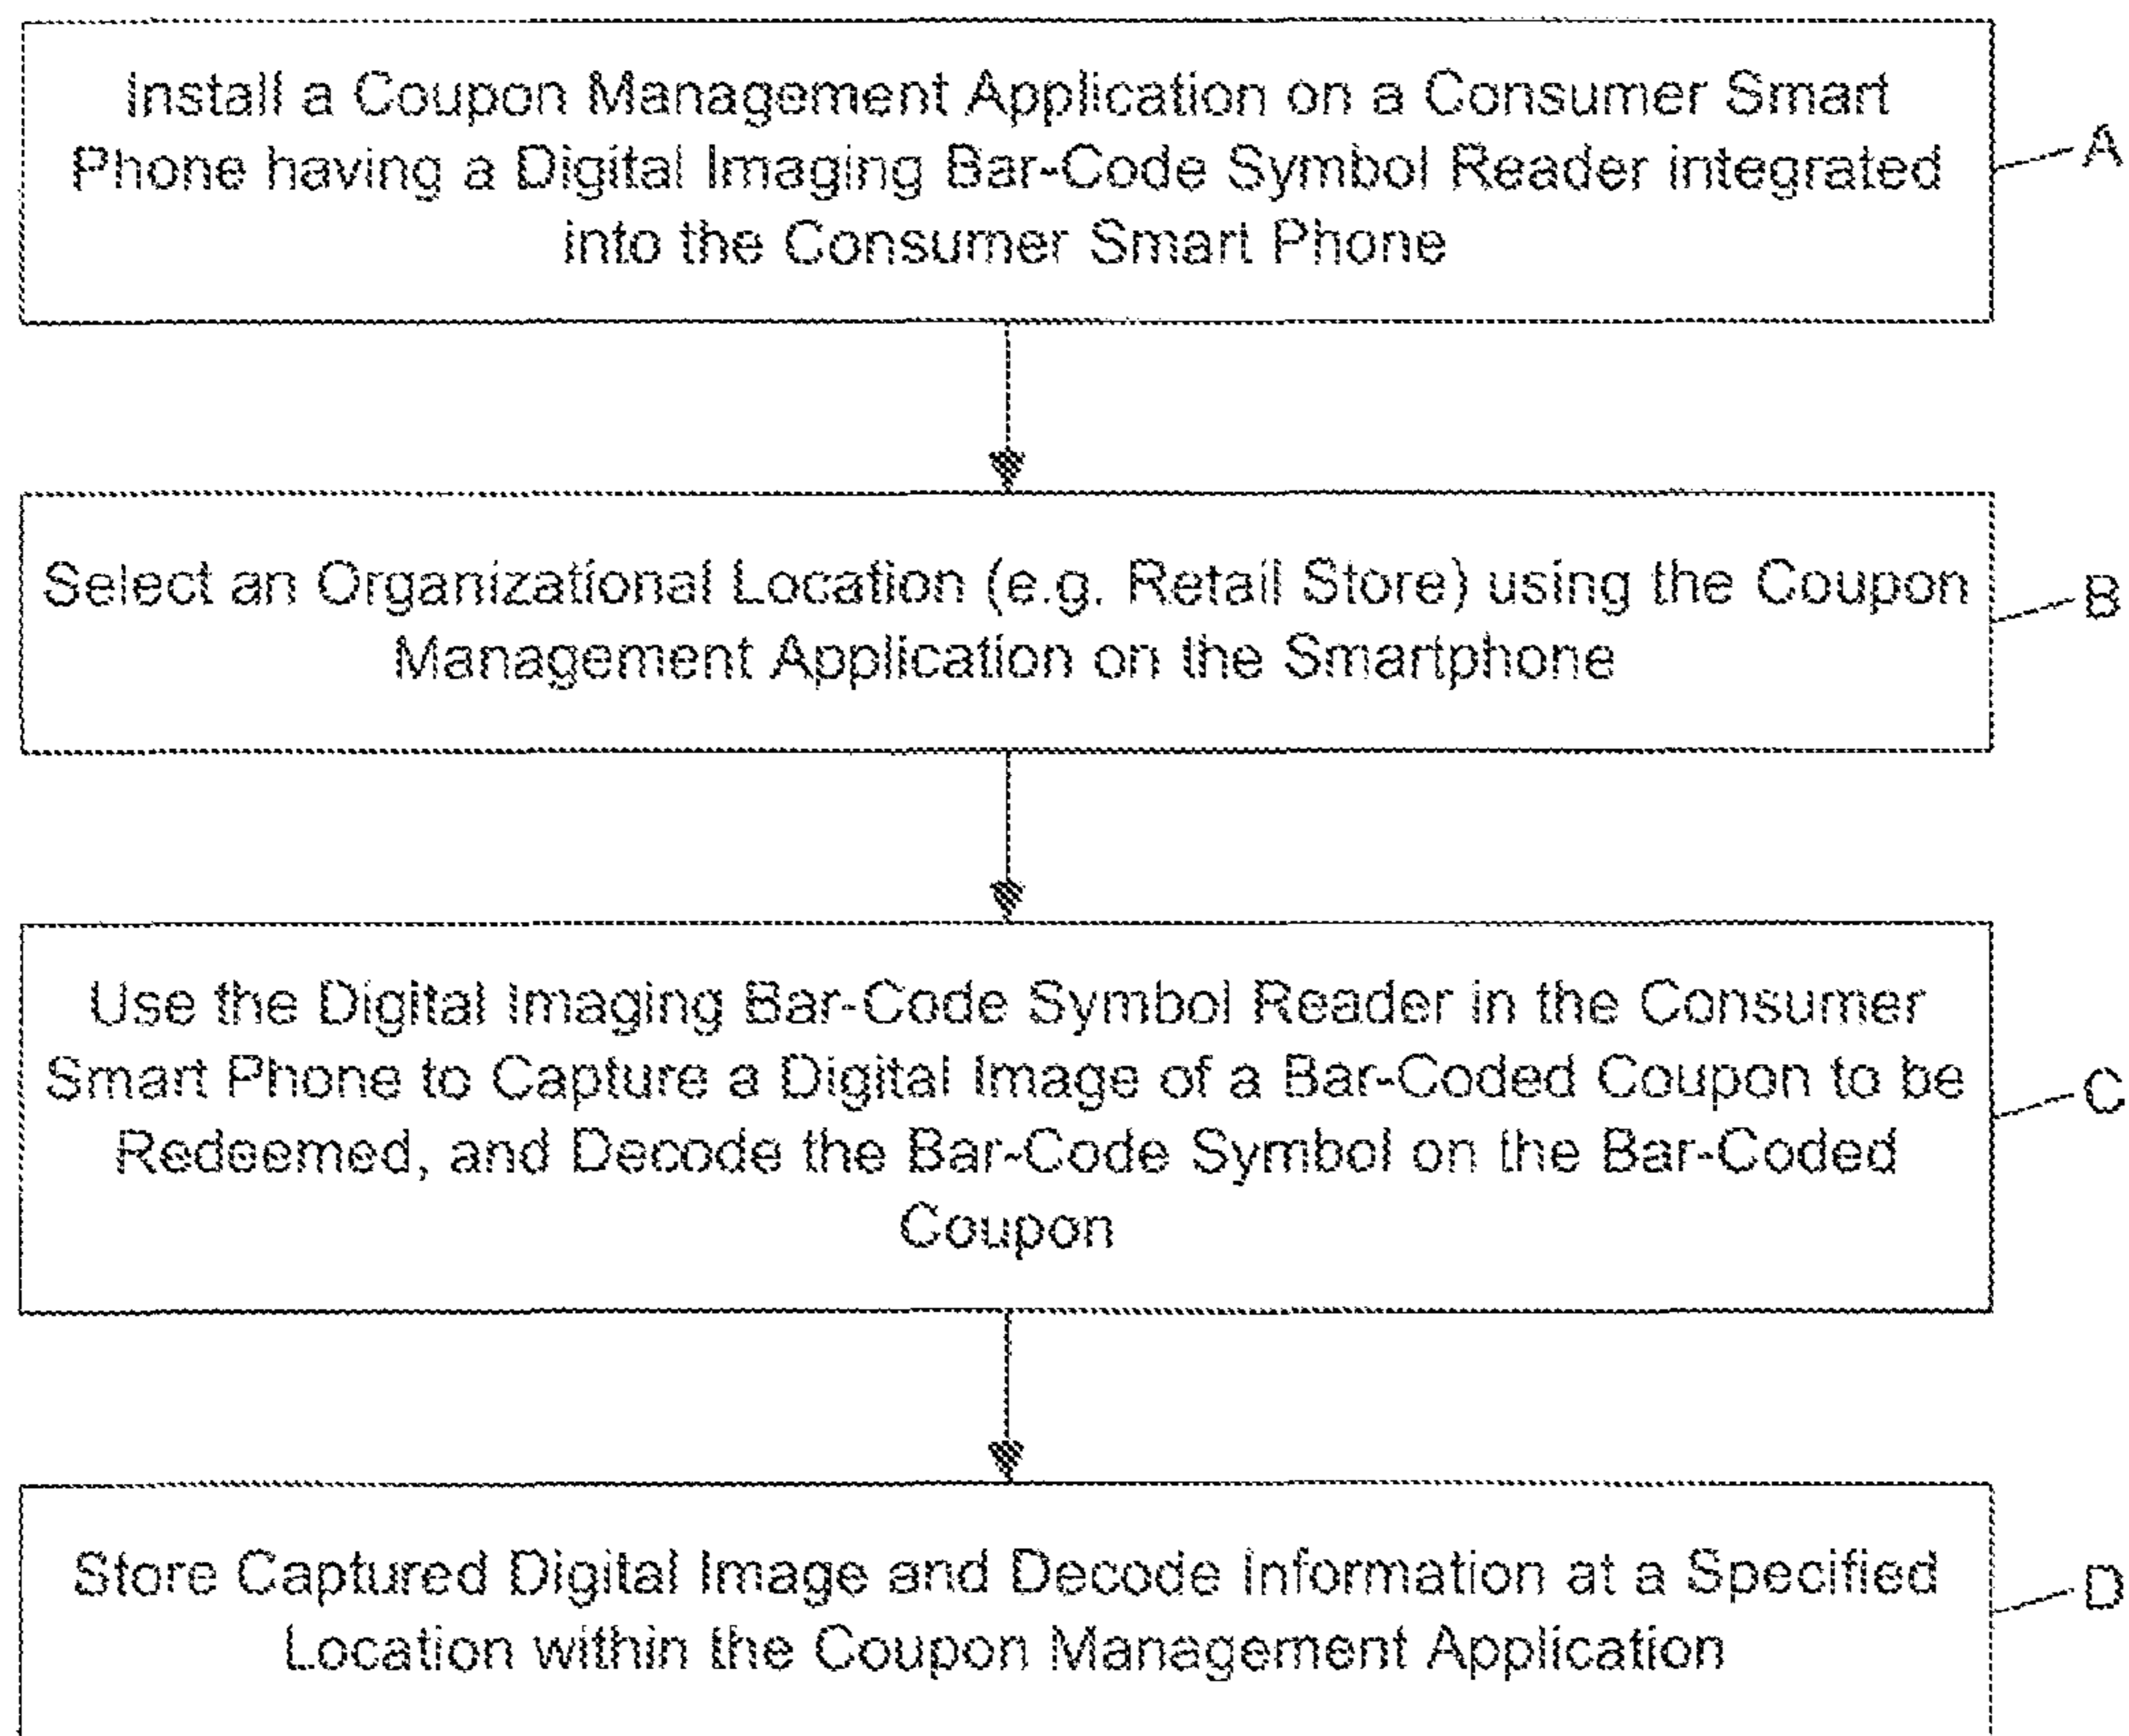 Install a Coupon Management Application on a Consumer Smart
Phone having a Digital Imaging Bar-Code Symbol Reader integrated
into the Consumer Smart Phone
A
Select an Organizational Location (e.g. Retail Store) using the Coupon
Management Application on the Smartphone
B
Use the Digital Imaging Bar-Code Symbol Reader in the Consumer
Smart Phone to Capture a Digital Image of a Bar-Coded Coupon to be
Redeemed, and Decode the Bar-Code Symbol on the Bar-Coded
Coupon
C
Store Captured Digital Image and Decode Information at a Specified
Location within the Coupon Management Application
D